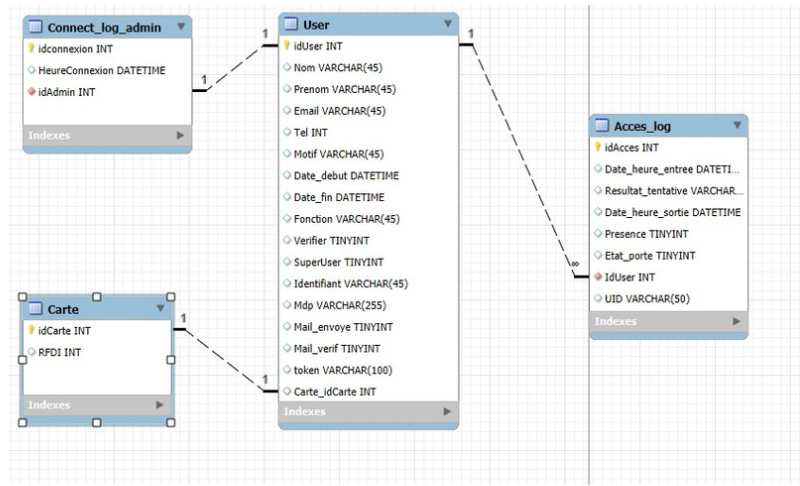 Connect_log_admin
idconnexion INT
HeureConnexion DATETIME
idAdmin INT
Indexes
1
1
User
idUser INT
Nom VARCHAR(45)
Prenom VARCHAR(45)
Email VARCHAR(45)
Tel INT
Motif VARCHAR(45)
Date_debut DATETIME
Date_fin DATETIME
Fonction VARCHAR(45)
Verifier TINYINT
SuperUser TINYINT
Identifiant VARCHAR(45)
Mdp VARCHAR(255)
Mail_envoye TINYINT
Mail_verif TINYINT
token VARCHAR(100)
Carte_idCarte INT
Indexes
1
∞
Acces_log
idAcces INT
Date_heure_entree DATETI...
Resultat_tentative VARCHAR...
Date_heure_sortie DATETIME
Presence TINYINT
Etat_porte TINYINT
IdUser INT
UID VARCHAR(50)
Indexes
Carte
idCarte INT
RFDI INT
Indexes
1
1